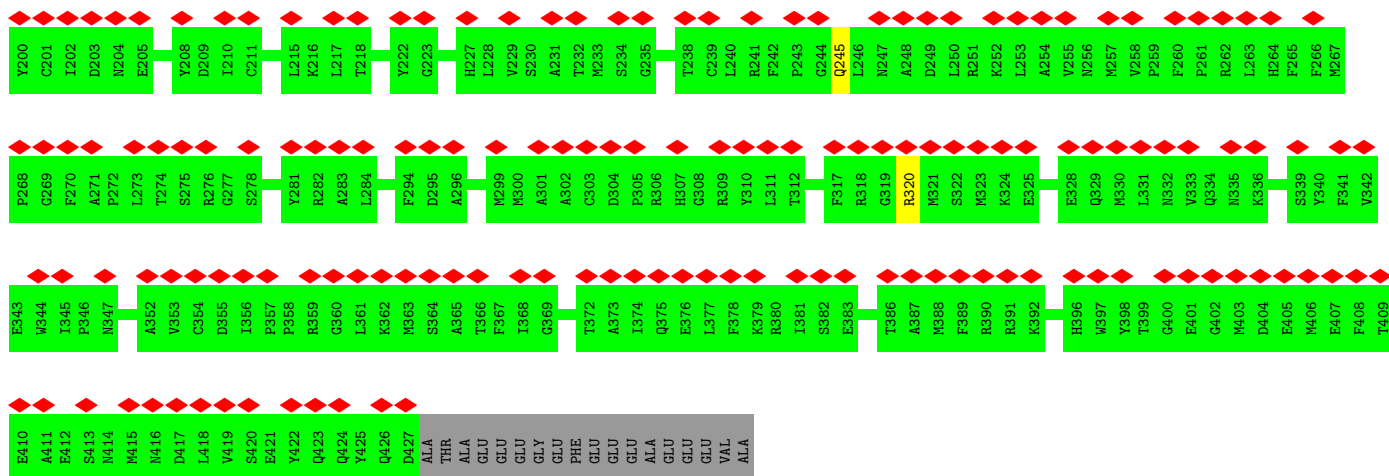 Y200 C201 I202 D203 N204 E205 Y208 D209 I210 C211 L215 K216 L217 T218 Y222 G223 H227 L228 V229 S230 A231 T232 M233 S234 G235 T238 C239 L240 R241 F242 P243 G244 Q245 L246 N247 A248 D249 L250 R251 K252 L253 A254 V255 N256 M257 V258 P259 F260 P261 R262 L263 H264 F265 F266 M267
P268 G269 F270 A271 P272 L273 T274 S275 R276 G277 S278 Y281 R282 A283 L284 F294 D295 A296 M299 M300 A301 A302 C303 D304 P305 R306 H307 G308 R309 Y310 L311 T312 F317 R318 G319 R320 M321 S322 M323 K324 E325 E328 Q329 M330 L331 N332 V333 Q334 N335 K336 S339 Y340 F341 V342
E343 W344 I345 P346 N347 A352 V353 C354 D355 I356 P357 P358 R359 G360 L361 K362 M363 S364 A365 T366 F367 I368 G369 T372 A373 I374 Q375 E376 L377 F378 K379 R380 I381 S382 E383 T386 A387 M388 F389 R390 R391 K392 H396 W397 Y398 T399 G400 E401 G402 M403 D404 E405 M406 E407 F408 T409
E410 A411 E412 S413 N414 M415 N416 D417 L418 V419 S420 E421 Y422 Q423 Q424 Y425 Q426 D427 ALA THR ALA GLU GLU GLU GLY GLU PHE GLU GLU GLU ALA GLU GLU GLU VAL ALA